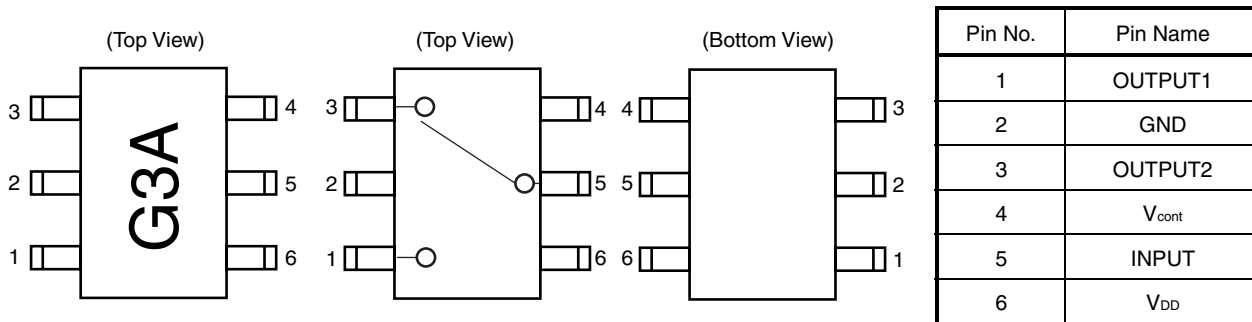 (Top View)
3 4
2 5
1 6
G3A
(Top View)
3 4
2 5
1 6
(Bottom View)
4 3
5 2
6 1
Pin No. Pin Name
1 OUTPUT1
2 GND
3 OUTPUT2
4 Vcont
5 INPUT
6 VDD